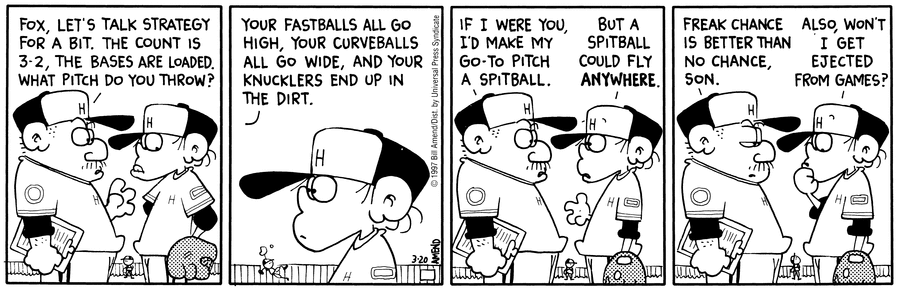 FOX, LET'S TALK STRATEGY
FOR A BIT. THE COUNT IS
3-2, THE BASES ARE LOADED.
WHAT PITCH DO YOU THROW?
H
H
H
H
YOUR FASTBALLS ALL GO
HIGH, YOUR CURVEBALLS
ALL GO WIDE, AND YOUR
KNUCKLERS END UP IN
THE DIRT.
H
H
3-20
AMEND
© 1997 Bill Amend/Dist. by Universal Press Syndicate
IF I WERE YOU,
I'D MAKE MY
GO-TO PITCH
A SPITBALL.
BUT A
SPITBALL
COULD FLY
ANYWHERE.
H
H
H
H
FREAK CHANCE
IS BETTER THAN
NO CHANCE,
SON.
ALSO, WON'T
I GET
EJECTED
FROM GAMES?
H
H
H
H